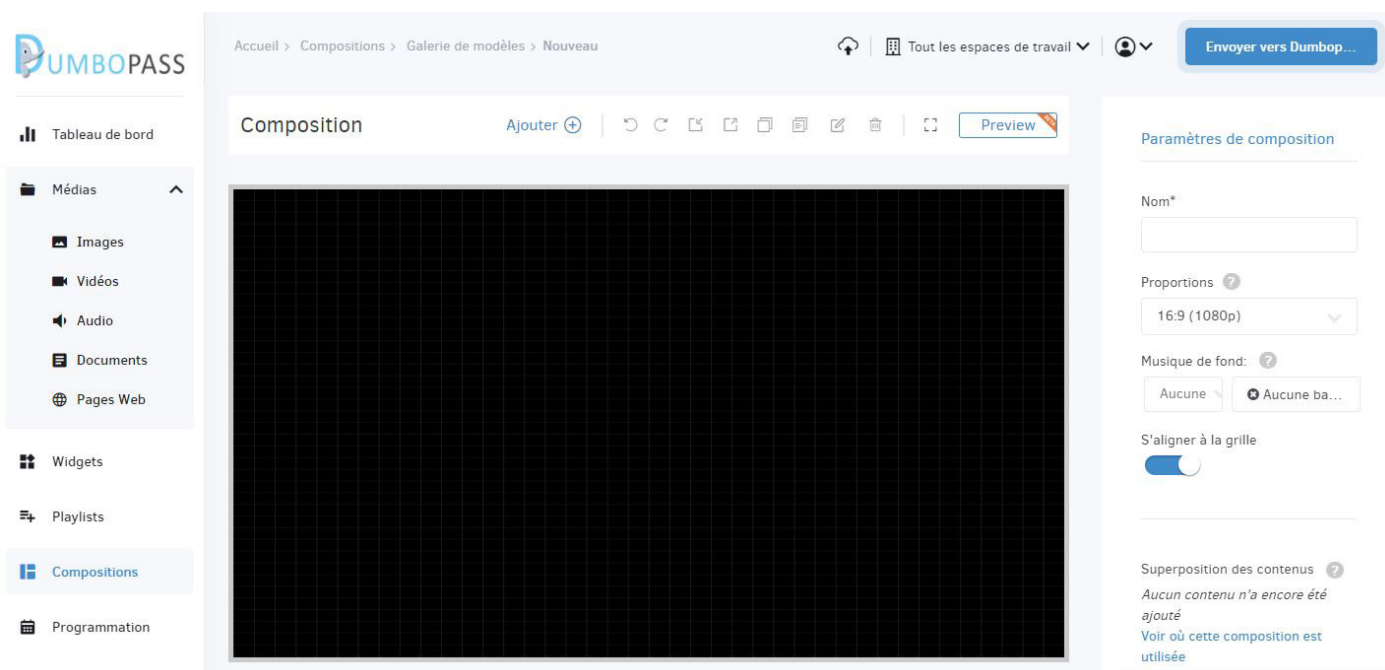 DUMBOPASS
Accueil > Compositions > Galerie de modèles > Nouveau
Tout les espaces de travail
Envoyer vers Dumbop...
Tableau de bord
Médias
Images
Vidéos
Audio
Documents
Pages Web
Widgets
Playlists
Compositions
Programmation
Composition
Ajouter
Preview
Paramètres de composition
Nom*
Proportions ?
16:9 (1080p)
Musique de fond: ?
Aucune
Aucune ba...
S'aligner à la grille
Superposition des contenus ?
Aucun contenu n'a encore été
ajouté
Voir où cette composition est
utilisée